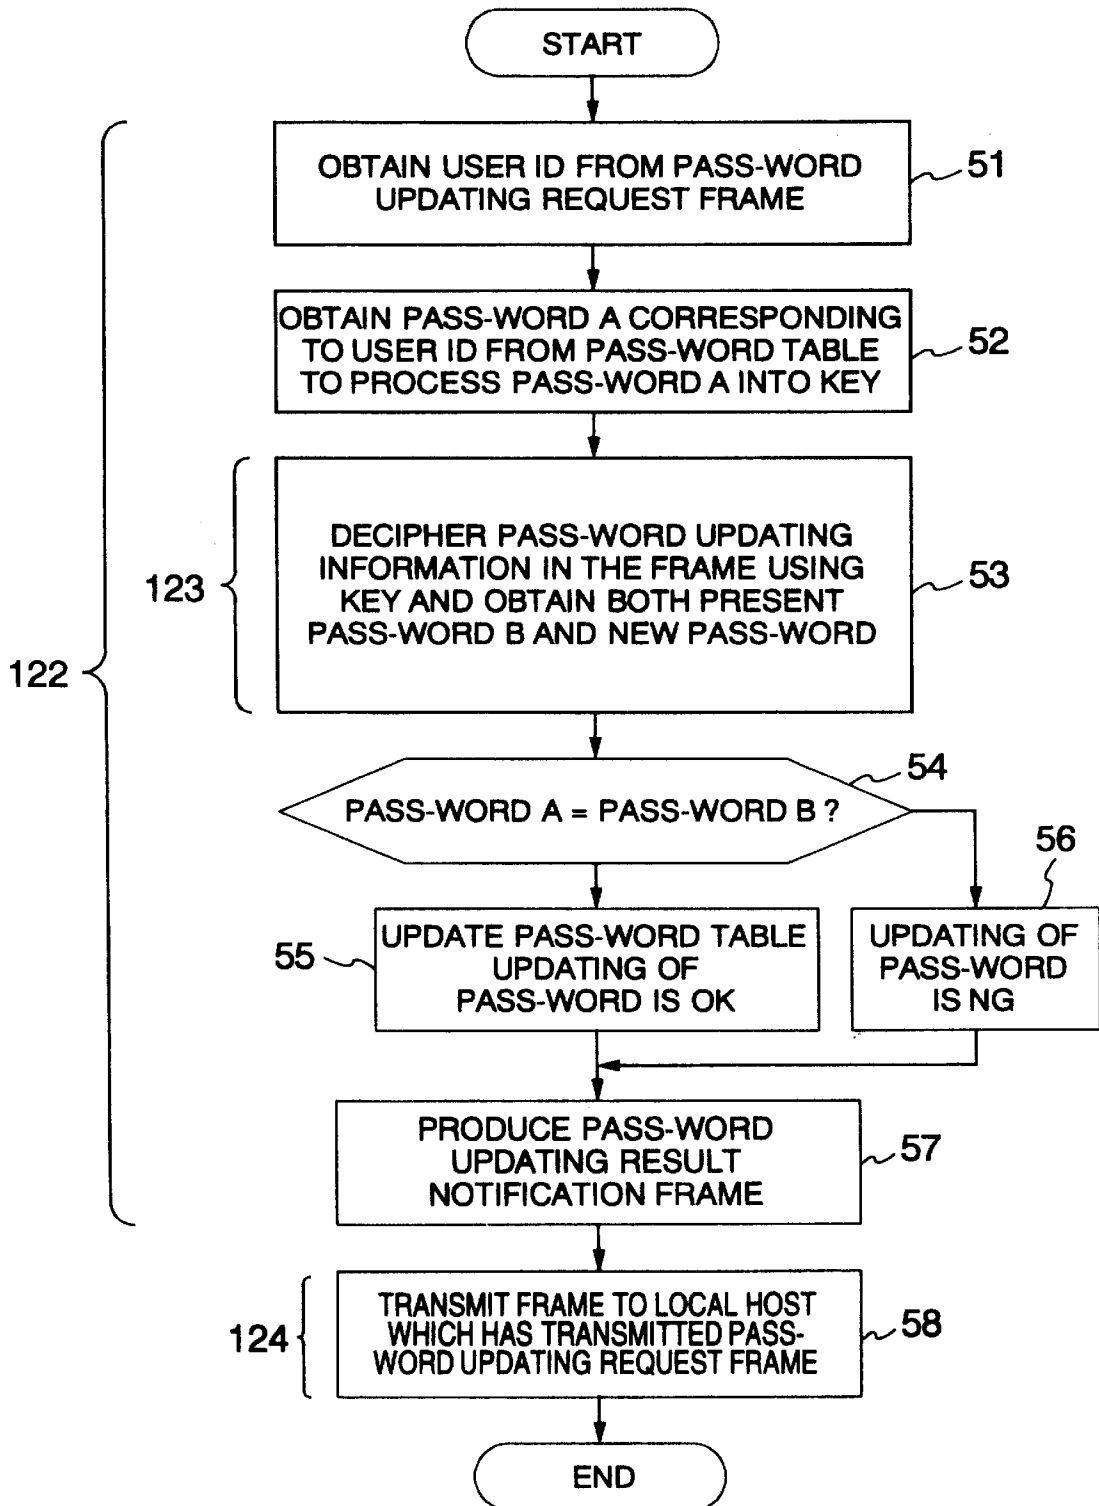 START
OBTAIN USER ID FROM PASS-WORD
UPDATING REQUEST FRAME
51
OBTAIN PASS-WORD A CORRESPONDING
TO USER ID FROM PASS-WORD TABLE
TO PROCESS PASS-WORD A INTO KEY
52
DECIPHER PASS-WORD UPDATING
INFORMATION IN THE FRAME USING
KEY AND OBTAIN BOTH PRESENT
PASS-WORD B AND NEW PASS-WORD
53
123
122
PASS-WORD A = PASS-WORD B ?
54
UPDATE PASS-WORD TABLE
UPDATING OF
PASS-WORD IS OK
55
UPDATING OF
PASS-WORD
IS NG
56
PRODUCE PASS-WORD
UPDATING RESULT
NOTIFICATION FRAME
57
TRANSMIT FRAME TO LOCAL HOST
WHICH HAS TRANSMITTED PASS-
WORD UPDATING REQUEST FRAME
58
124
END